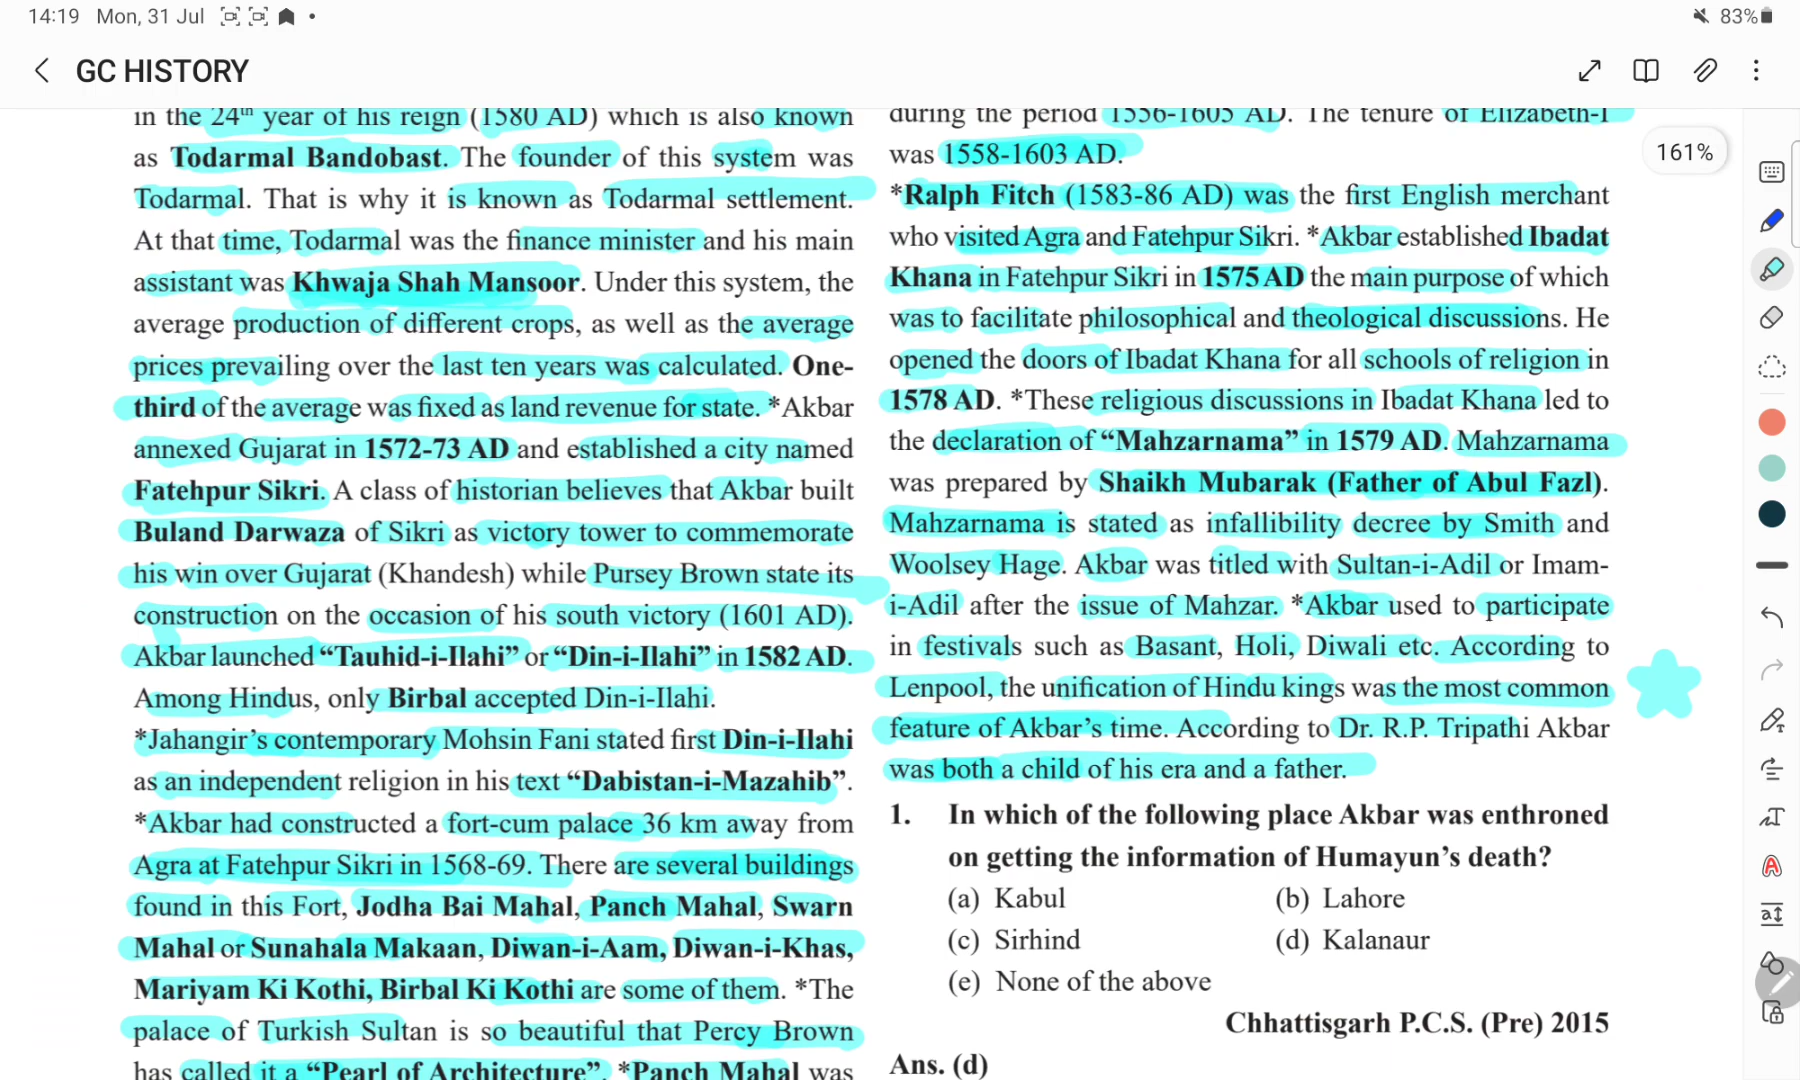 14:19 Mon, 31 Jul
83%
GC HISTORY
161%
in the 24th year of his reign (1580 AD) which is also known
as Todarmal Bandobast. The founder of this system was
Todarmal. That is why it is known as Todarmal settlement.
At that time, Todarmal was the finance minister and his main
assistant was Khwaja Shah Mansoor. Under this system, the
average production of different crops, as well as the average
prices prevailing over the last ten years was calculated. One-
third of the average was fixed as land revenue for state. *Akbar
annexed Gujarat in 1572-73 AD and established a city named
Fatehpur Sikri. A class of historian believes that Akbar built
Buland Darwaza of Sikri as victory tower to commemorate
his win over Gujarat (Khandesh) while Pursey Brown state its
construction on the occasion of his south victory (1601 AD).
Akbar launched “Tauhid-i-Ilahi” or “Din-i-Ilahi” in 1582 AD.
Among Hindus, only Birbal accepted Din-i-Ilahi.
*Jahangir’s contemporary Mohsin Fani stated first Din-i-Ilahi
as an independent religion in his text “Dabistan-i-Mazahib”.
*Akbar had constructed a fort-cum palace 36 km away from
Agra at Fatehpur Sikri in 1568-69. There are several buildings
found in this Fort, Jodha Bai Mahal, Panch Mahal, Swarn
Mahal or Sunahala Makaan, Diwan-i-Aam, Diwan-i-Khas,
Mariyam Ki Kothi, Birbal Ki Kothi are some of them. *The
palace of Turkish Sultan is so beautiful that Percy Brown
has called it a “Pearl of Architecture”. *Panch Mahal was
during the period 1556-1605 AD. The tenure of Elizabeth-I
was 1558-1603 AD.
*Ralph Fitch (1583-86 AD) was the first English merchant
who visited Agra and Fatehpur Sikri. *Akbar established Ibadat
Khana in Fatehpur Sikri in 1575 AD the main purpose of which
was to facilitate philosophical and theological discussions. He
opened the doors of Ibadat Khana for all schools of religion in
1578 AD. *These religious discussions in Ibadat Khana led to
the declaration of “Mahzarnama” in 1579 AD. Mahzarnama
was prepared by Shaikh Mubarak (Father of Abul Fazl).
Mahzarnama is stated as infallibility decree by Smith and
Woolsey Hage. Akbar was titled with Sultan-i-Adil or Imam-
i-Adil after the issue of Mahzar. *Akbar used to participate
in festivals such as Basant, Holi, Diwali etc. According to
Lenpool, the unification of Hindu kings was the most common
feature of Akbar’s time. According to Dr. R.P. Tripathi Akbar
was both a child of his era and a father.
1. In which of the following place Akbar was enthroned
on getting the information of Humayun’s death?
(a) Kabul (b) Lahore
(c) Sirhind (d) Kalanaur
(e) None of the above
Chhattisgarh P.C.S. (Pre) 2015
Ans. (d)